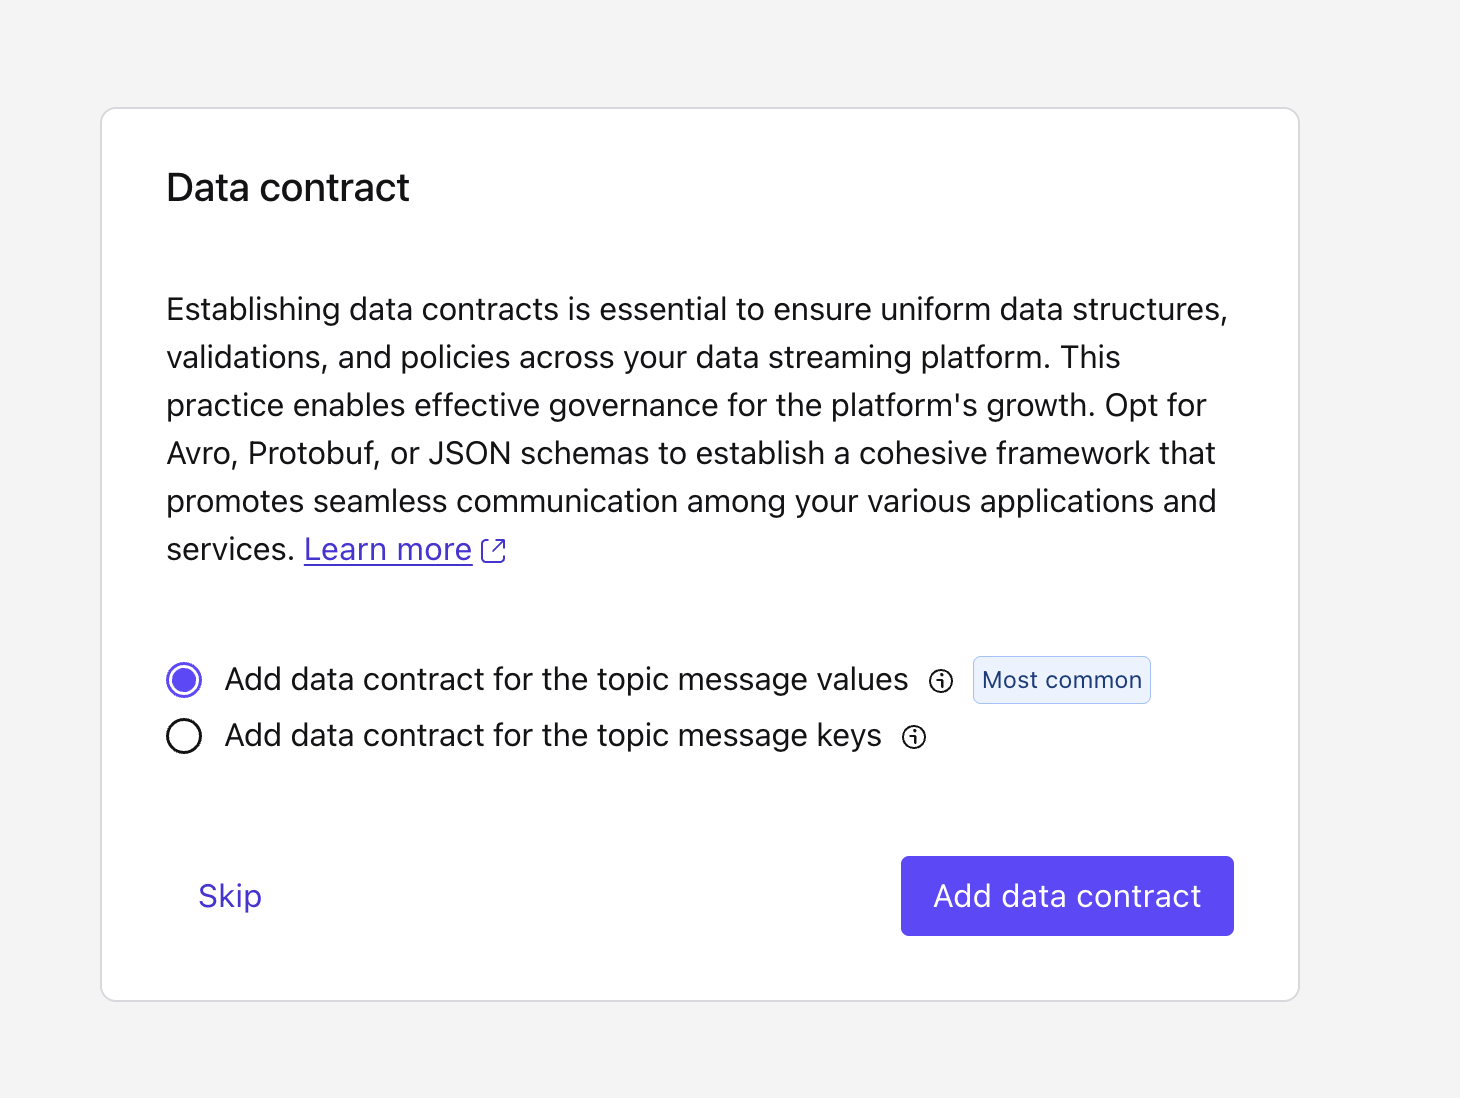 Data contract
Establishing data contracts is essential to ensure uniform data structures,
validations, and policies across your data streaming platform. This
practice enables effective governance for the platform's growth. Opt for
Avro, Protobuf, or JSON schemas to establish a cohesive framework that
promotes seamless communication among your various applications and
services. Learn more
Add data contract for the topic message values Most common
Add data contract for the topic message keys
Skip Add data contract